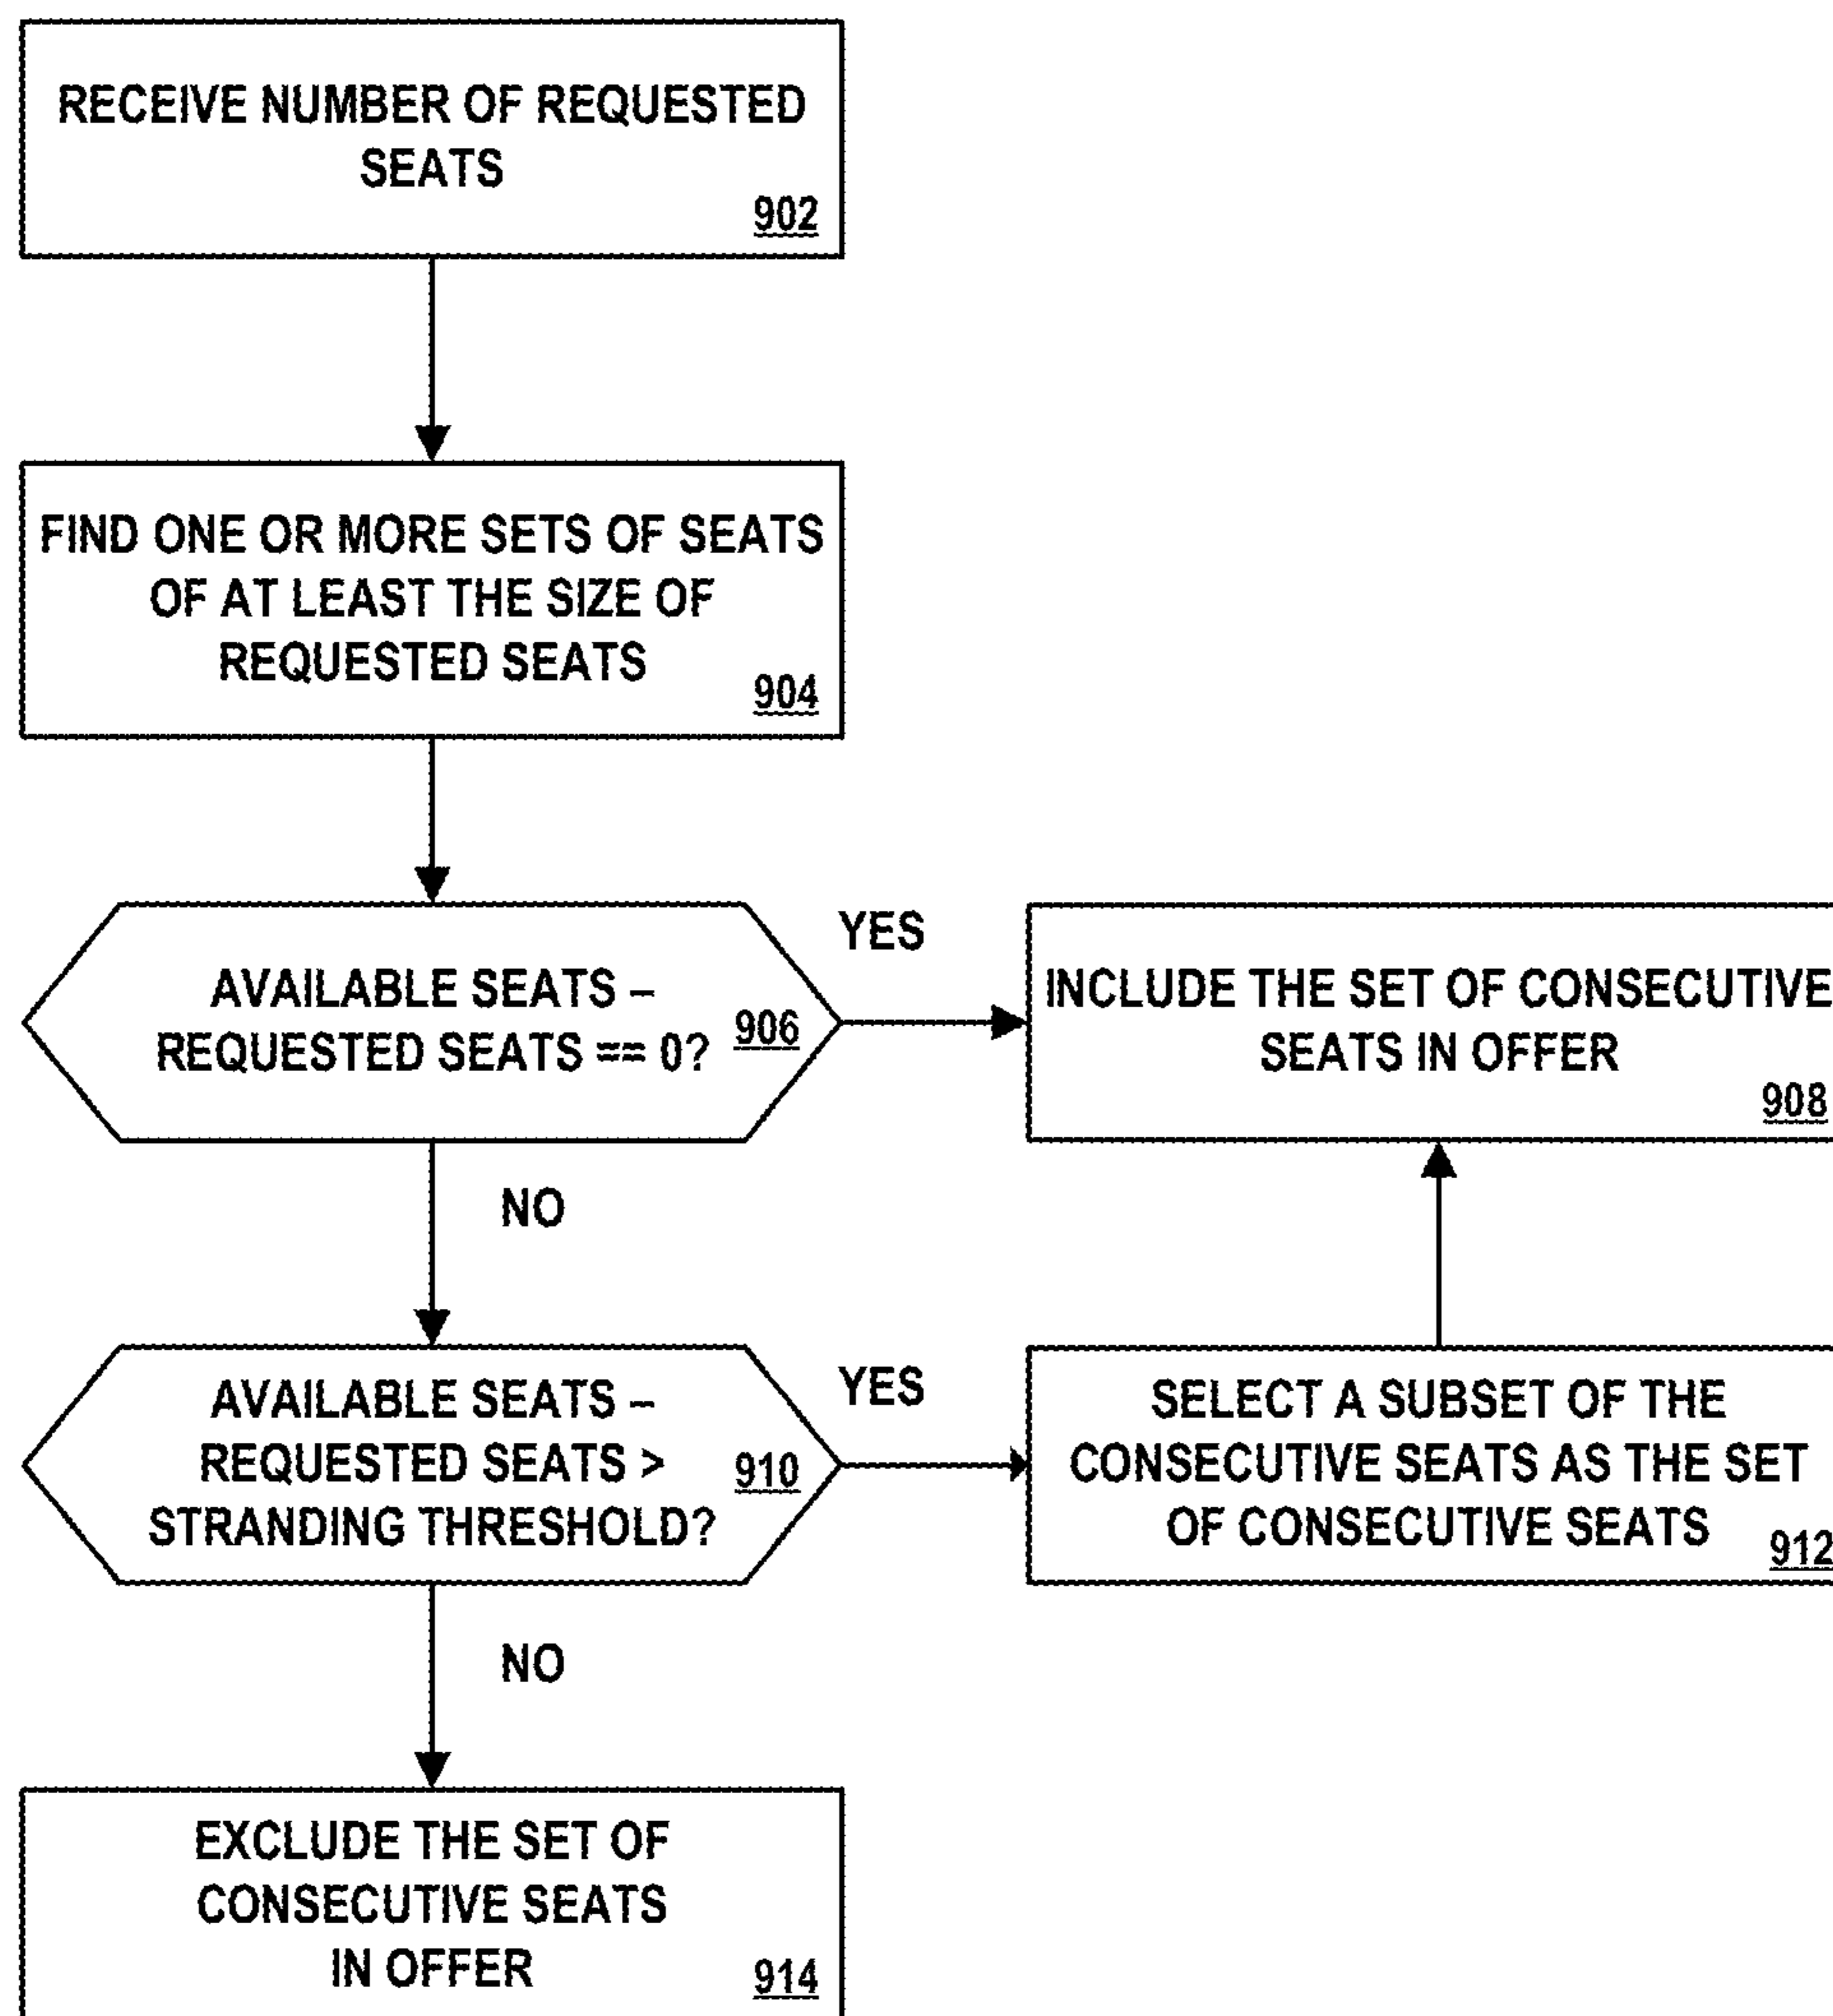 RECEIVE NUMBER OF REQUESTED
SEATS
902
FIND ONE OR MORE SETS OF SEATS
OF AT LEAST THE SIZE OF
REQUESTED SEATS
904
AVAILABLE SEATS –
REQUESTED SEATS == 0?
906
YES
INCLUDE THE SET OF CONSECUTIVE
SEATS IN OFFER
908
NO
AVAILABLE SEATS –
REQUESTED SEATS >
STRANDING THRESHOLD?
910
YES
SELECT A SUBSET OF THE
CONSECUTIVE SEATS AS THE SET
OF CONSECUTIVE SEATS
912
NO
EXCLUDE THE SET OF
CONSECUTIVE SEATS
IN OFFER
914